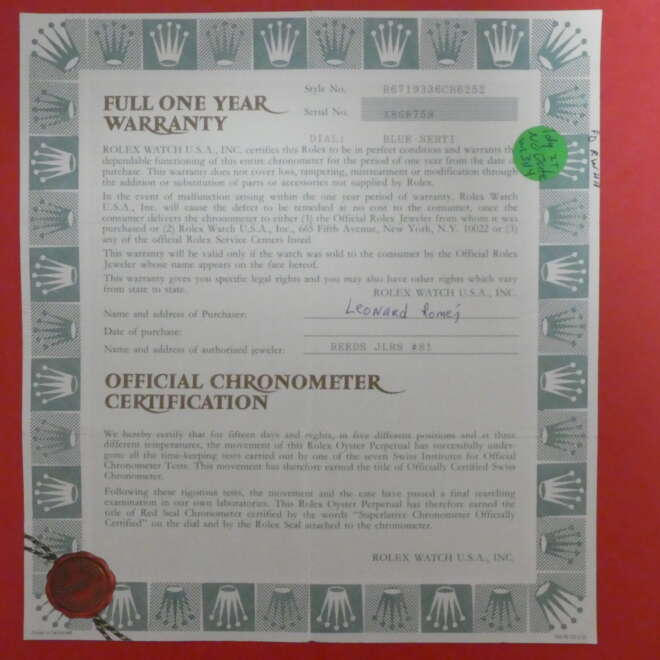 Style No. R6719336CR6252
FULL ONE YEAR
WARRANTY
Serial No.
DIAL: BLUE SERTI
ROLEX WATCH U.S.A., INC. certifies this Rolex to be in perfect condition and warrants the
dependable functioning of this entire chronometer for the period of one year from the date of
purchase. This warranty does not cover loss, tampering, mistreatment or modification through
the addition or substitution of parts or accessories not supplied by Rolex.
In the event of malfunction arising within the one year period of warranty, Rolex Watch
U.S.A., Inc. will cause the defect to be remedied at no cost to the consumer, once the
consumer delivers the chronometer to either (1) the Official Rolex Jeweler from whom it was
purchased or (2) Rolex Watch U.S.A., Inc., 665 Fifth Avenue, New York, N.Y. 10022 or (3)
any of the official Rolex Service Centers listed.
This warranty will be valid only if the watch was sold to the consumer by the Official Rolex
Jeweler whose name appears on the face hereof.
This warranty gives you specific legal rights and you may also have other rights which vary
from state to state.
ROLEX WATCH U.S.A., INC.
Name and address of Purchaser: Leonard Romej
Date of purchase:
Name and address of authorized jeweler: REEDS JLRS #81
OFFICIAL CHRONOMETER
CERTIFICATION
We hereby certify that for fifteen days and nights, in five different positions and at three
different temperatures, the movement of this Rolex Oyster Perpetual has successfully under-
gone all the time-keeping tests carried out by one of the seven Swiss Institutes for Official
Chronometer Tests. This movement has therefore earned the title of Officially Certified Swiss
Chronometer.
Following these rigorous tests, the movement and the case have passed a final searching
examination in our own laboratories. This Rolex Oyster Perpetual has therefore earned the
title of Red Seal Chronometer certified by the words "Superlative Chronometer Officially
Certified" on the dial and by the Rolex Seal attached to the chronometer.
ROLEX WATCH U.S.A., INC.